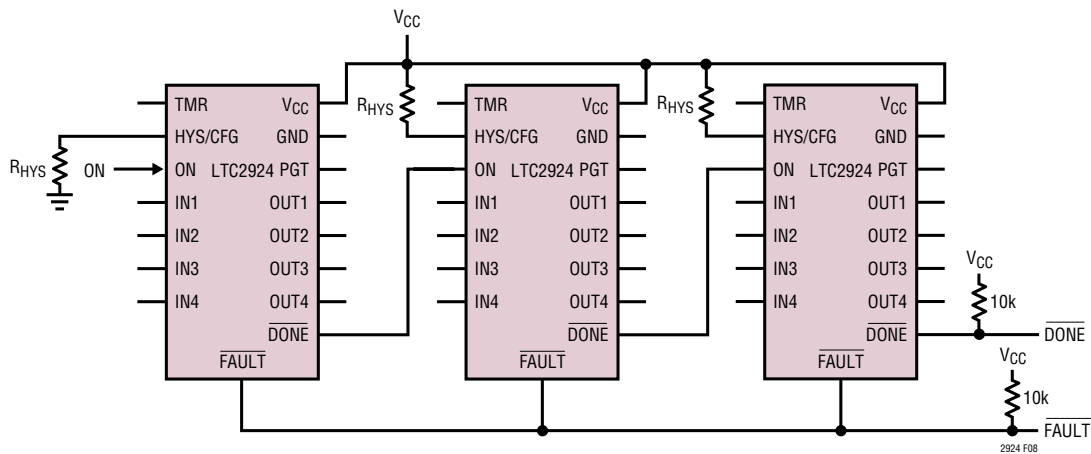 VCC
TMR VCC
HYS/CFG GND
ON LTC2924 PGT
IN1 OUT1
IN2 OUT2
IN3 OUT3
IN4 OUT4
DONE
FAULT
RHYS
ON
RHYS
TMR VCC
HYS/CFG GND
ON LTC2924 PGT
IN1 OUT1
IN2 OUT2
IN3 OUT3
IN4 OUT4
DONE
FAULT
RHYS
TMR VCC
HYS/CFG GND
ON LTC2924 PGT
IN1 OUT1
IN2 OUT2
IN3 OUT3
IN4 OUT4
DONE
FAULT
VCC
10k
DONE
VCC
10k
FAULT
2924 F08